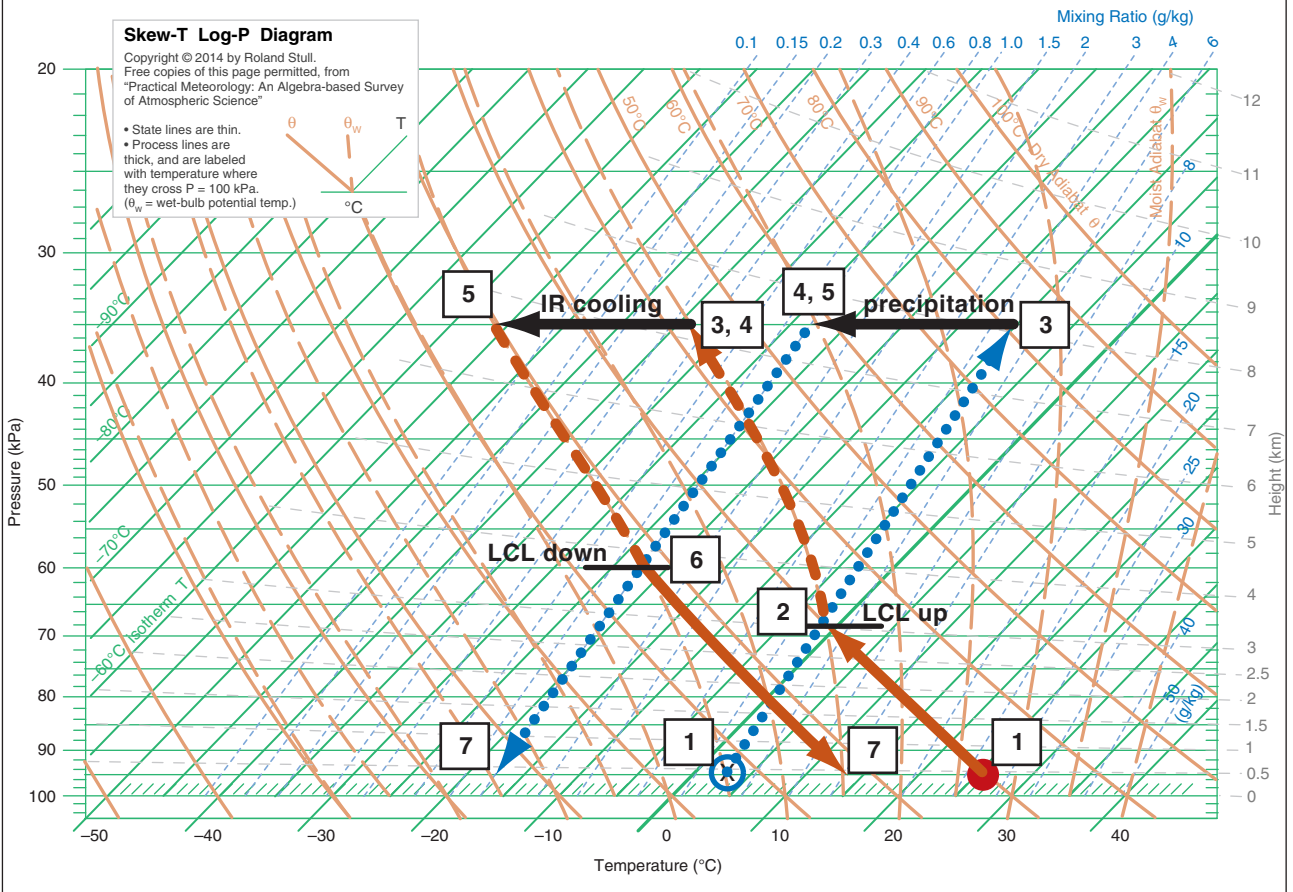 Mixing Ratio (g/kg)
0.1 0.15 0.2 0.3 0.4 0.6 0.8 1.0 1.5 2 3 4 6
Skew-T Log-P Diagram
Copyright © 2014 by Roland Stull.
Free copies of this page permitted, from
“Practical Meteorology: An Algebra-based Survey
of Atmospheric Science”
• State lines are thin.
• Process lines are
thick, and are labeled
with temperature where
they cross P = 100 kPa.
(θw = wet-bulb potential temp.)
θ θw T
°C
20
30
40
50
60
70
80
90
100
Pressure (kPa)
50°C
60°C
70°C
80°C
90°C
100°C Dry Adiabat θ
Moist Adiabat θw
8
10
15
20
25
30
40
50
(g/kg)
12
11
10
9
8
7
6
5
4
3
2.5
2
1.5
1
0.5
0
Height (km)
–90°C
–80°C
–70°C
60°C Isotherm T
5
IR cooling
3, 4
4, 5
precipitation
3
LCL down
6
2
LCL up
7
1
X
7
1
–50 –40 –30 –20 –10 0 10 20 30 40
Temperature (°C)